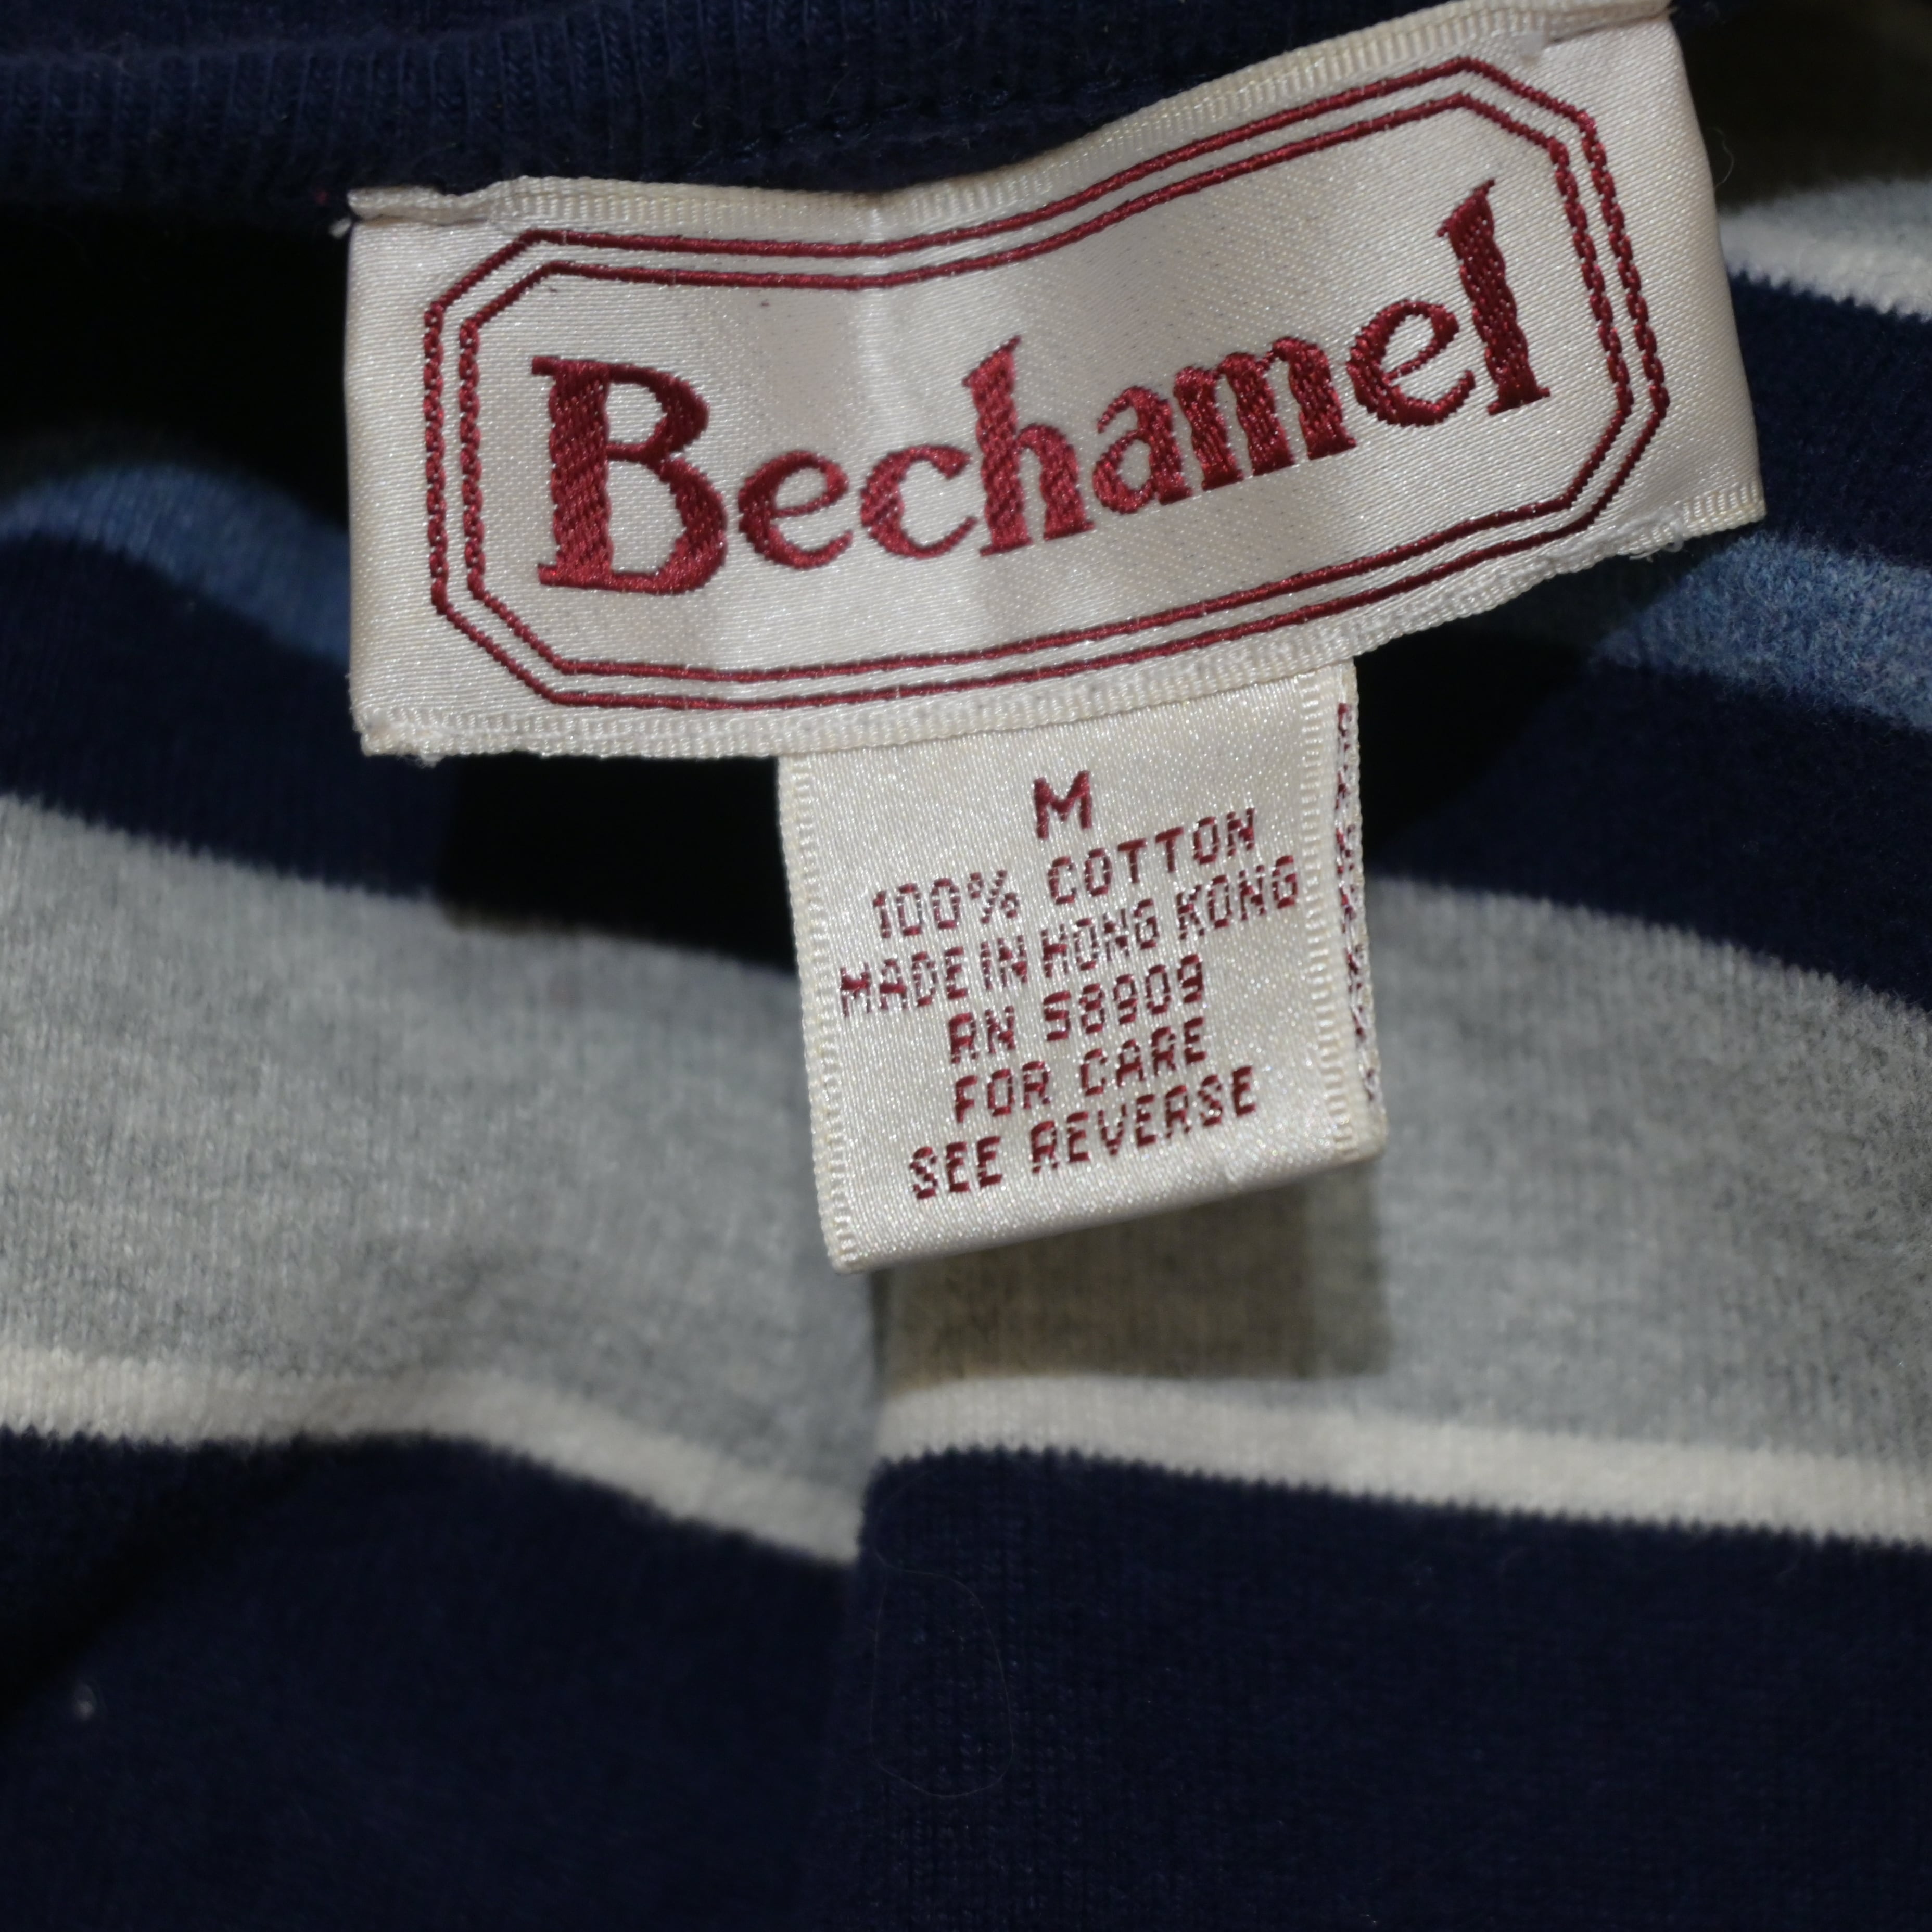 Bechamel
M
100% COTTON
MADE IN HONG KONG
RN 58909
FOR CARE
SEE REVERSE